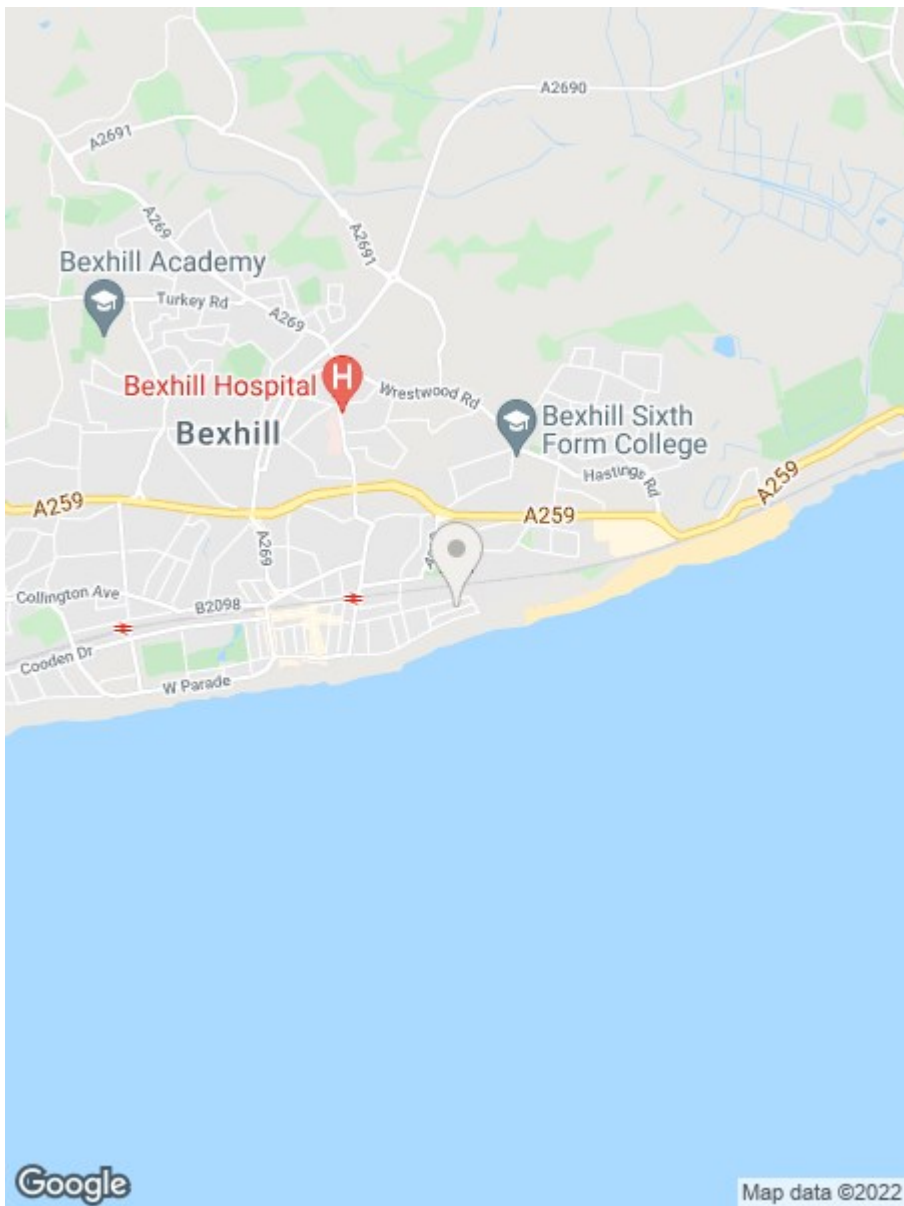 A2690
A2691
A269
A2691
Bexhill Academy
Turkey Rd
A269
Bexhill Hospital
H
Wrestwood Rd
Bexhill
Bexhill Sixth
Form College
Hastings Rd
A259
A259
A259
A269
Collington Ave
B2098
Cooden Dr
W Parade
Google
Map data ©2022